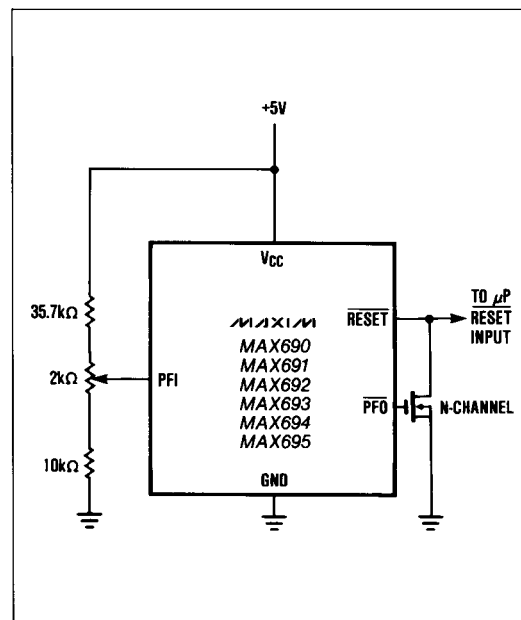 +5V
VCC
35.7kΩ
MAXIM
RESET
TO µP
RESET
INPUT
MAX690
MAX691
MAX692
MAX693
MAX694
MAX695
2kΩ
PFI
PFO
N-CHANNEL
10kΩ
GND